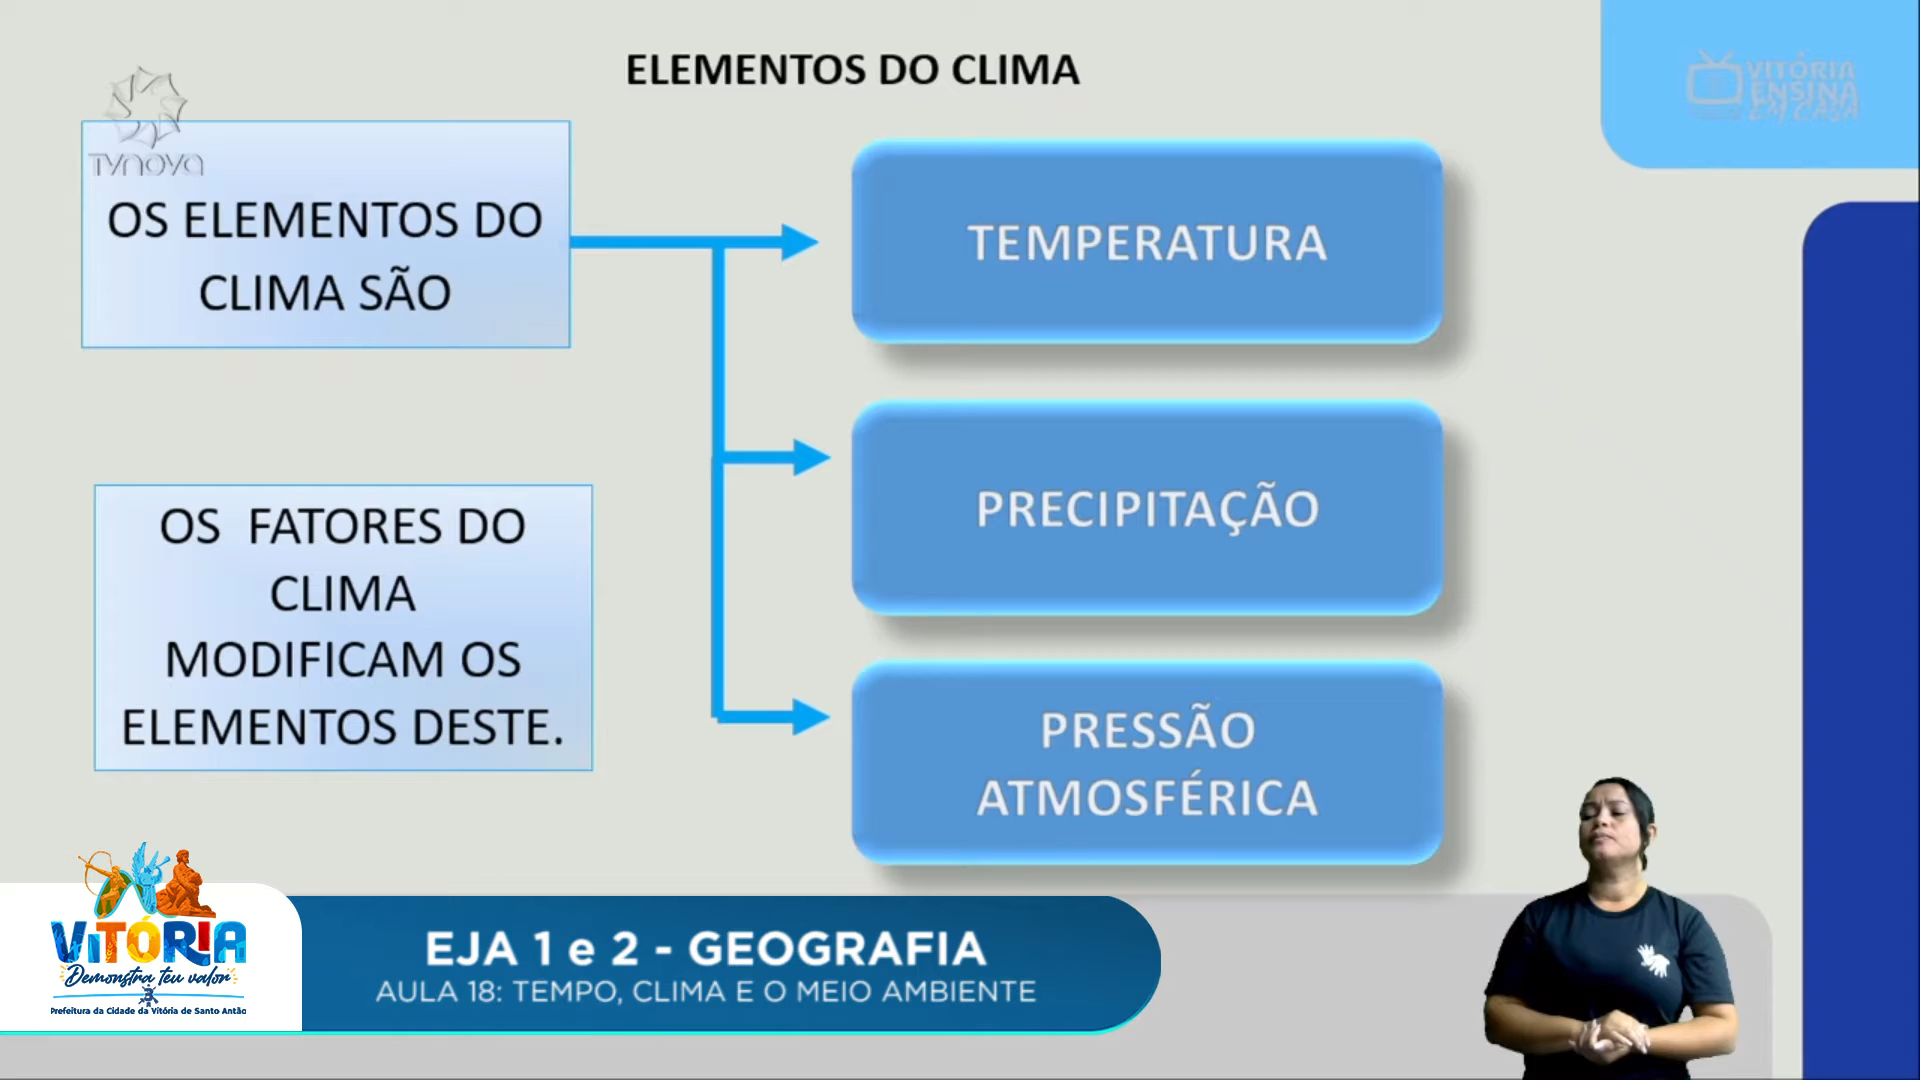 ELEMENTOS DO CLIMA
VITÓRIA
ENSINA
EM CASA
TVNOVA
OS ELEMENTOS DO
CLIMA SÃO
TEMPERATURA
PRECIPITAÇÃO
OS FATORES DO
CLIMA
MODIFICAM OS
ELEMENTOS DESTE.
PRESSÃO
ATMOSFÉRICA
VITÓRIA
Demonstra teu valor
Prefeitura da Cidade da Vitória de Santo Antão
EJA 1 e 2 - GEOGRAFIA
AULA 18: TEMPO, CLIMA E O MEIO AMBIENTE